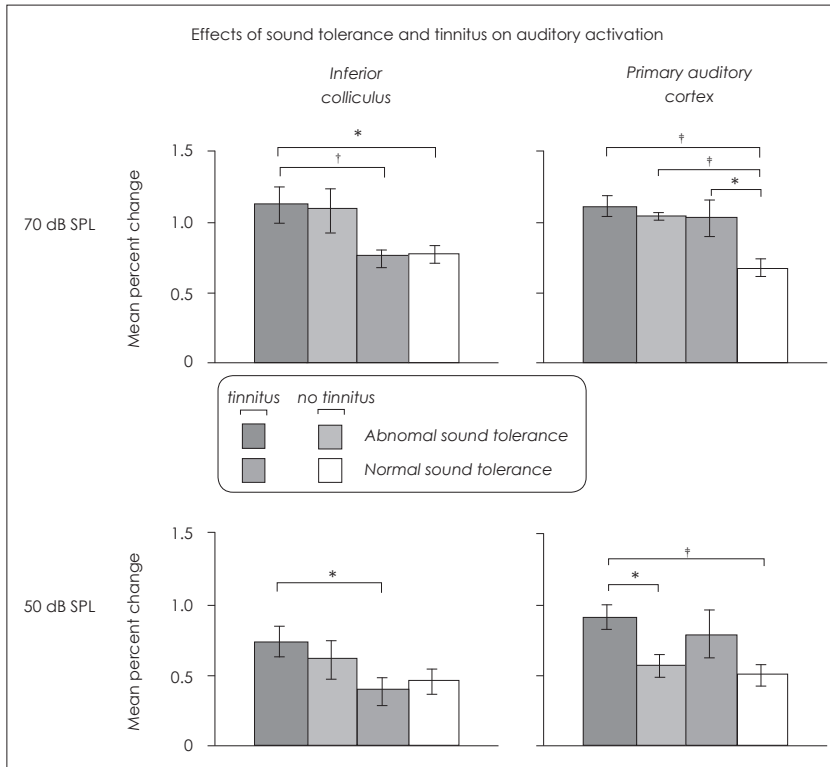 Effects of sound tolerance and tinnitus on auditory activation
Inferior
colliculus
Primary auditory
cortex
70 dB SPL
Mean percent change
1.5
1.0
0.5
0
*
†
‡
‡
*
tinnitus
no tinnitus
Abnomal sound tolerance
Normal sound tolerance
50 dB SPL
Mean percent change
1.5
1.0
0.5
0
*
‡
*